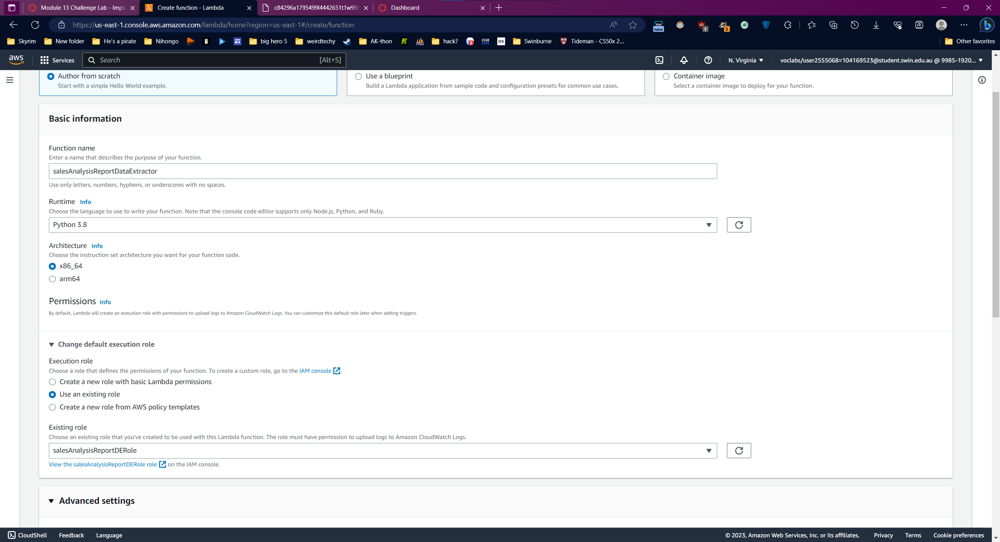 Module 13 Challenge Lab - Imple
Create function - Lambda
c84296a1795499l4442651t1w998
Dashboard
https://us-east-1.console.aws.amazon.com/lambda/home?region=us-east-1#/create/function
new
1
3
Skyrim
New folder
He's a pirate
Nihongo
big hero 5
weirdtechy
AK-thon
hack?
DS
Swinburne
Tideman - CS50x 2...
Other favorites
aws
Services
Search
[Alt+S]
N. Virginia
voclabs/user2555068=104169523@student.swin.edu.au @ 9985-1920...
Author from scratch
Start with a simple Hello World example.
Use a blueprint
Build a Lambda application from sample code and configuration presets for common use cases.
Container image
Select a container image to deploy for your function.
Basic information
Function name
Enter a name that describes the purpose of your function.
salesAnalysisReportDataExtractor
Use only letters, numbers, hyphens, or underscores with no spaces.
Runtime Info
Choose the language to use to write your function. Note that the console code editor supports only Node.js, Python, and Ruby.
Python 3.8
Architecture Info
Choose the instruction set architecture you want for your function code.
x86_64
arm64
Permissions Info
By default, Lambda will create an execution role with permissions to upload logs to Amazon CloudWatch Logs. You can customize this default role later when adding triggers.
Change default execution role
Execution role
Choose a role that defines the permissions of your function. To create a custom role, go to the IAM console.
Create a new role with basic Lambda permissions
Use an existing role
Create a new role from AWS policy templates
Existing role
Choose an existing role that you've created to be used with this Lambda function. The role must have permission to upload logs to Amazon CloudWatch Logs.
salesAnalysisReportDERole
View the salesAnalysisReportDERole role on the IAM console.
Advanced settings
CloudShell
Feedback
Language
© 2023, Amazon Web Services, Inc. or its affiliates.
Privacy
Terms
Cookie preferences